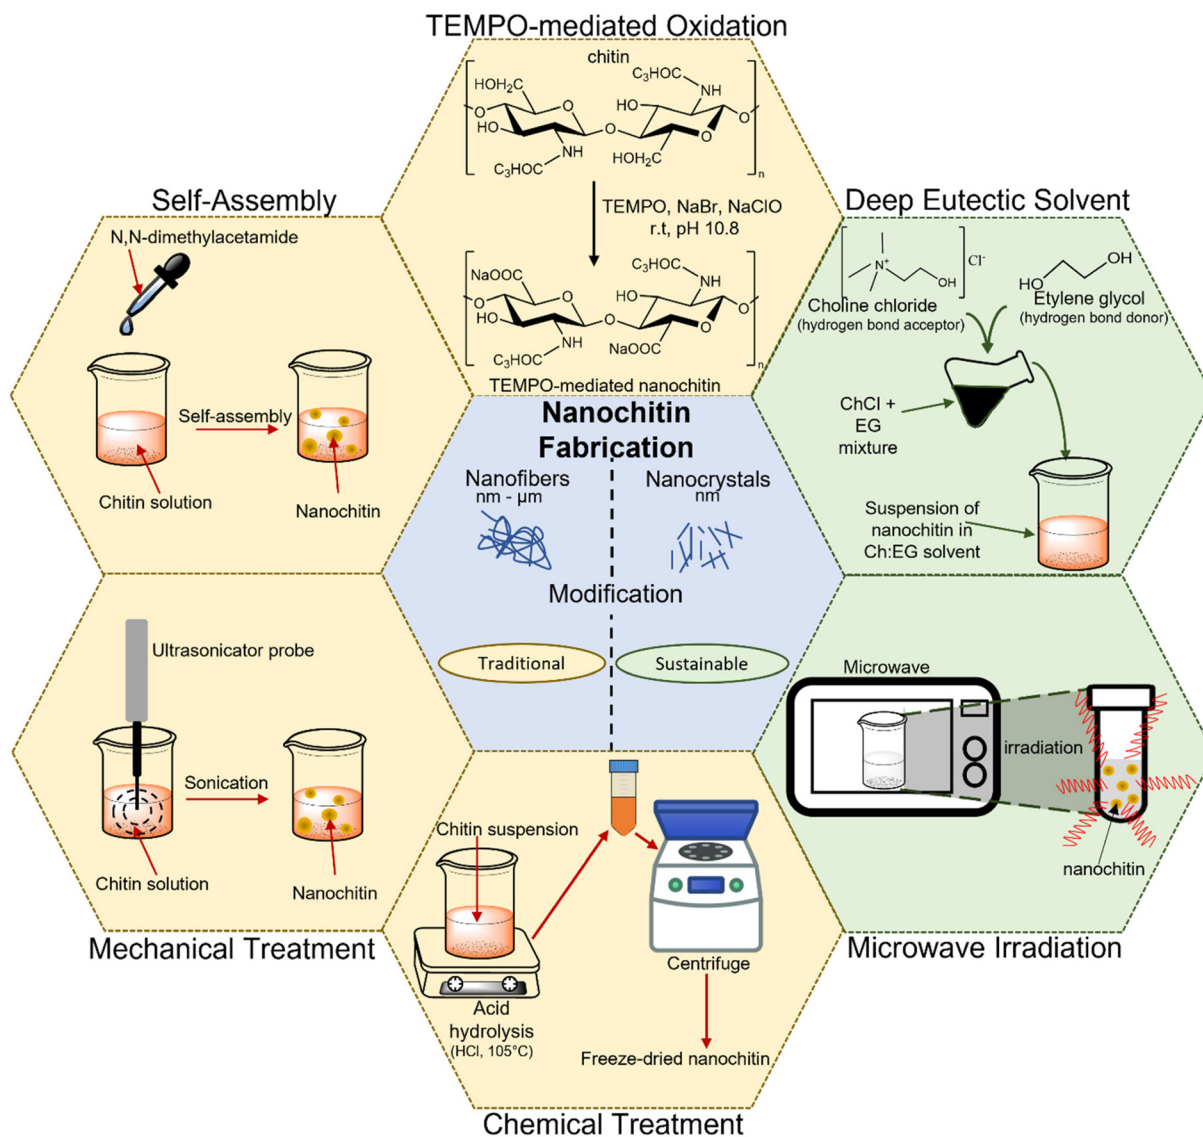 TEMPO-mediated Oxidation
chitin
HOH₂C
O
O
HO
NH
C₃HOC
O
C₃HOC
NH
HO
O
O
HOH₂C
n
TEMPO, NaBr, NaClO
r.t, pH 10.8
NaOOC
O
O
HO
NH
C₃HOC
O
C₃HOC
NH
HO
O
O
NaOOC
n
TEMPO-mediated nanochitin
Self-Assembly
N,N-dimethylacetamide
Self-assembly
Chitin solution
Nanochitin
Deep Eutectic Solvent
N⁺
OH
Cl⁻
OH
HO
Choline chloride
(hydrogen bond acceptor)
Etylene glycol
(hydrogen bond donor)
ChCl +
EG
mixture
Suspension of
nanochitin in
Ch:EG solvent
Nanochitin
Fabrication
Nanofibers
nm - μm
Nanocrystals
nm
Modification
Traditional
Sustainable
Ultrasonicator probe
Sonication
Chitin solution
Nanochitin
Mechanical Treatment
Microwave
irradiation
nanochitin
Microwave Irradiation
Chitin suspension
Acid
hydrolysis
(HCl, 105°C)
Centrifuge
Freeze-dried nanochitin
Chemical Treatment